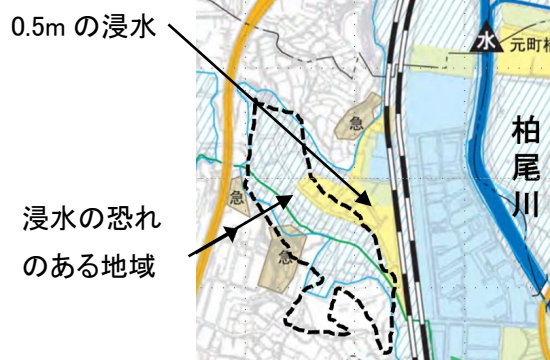 0.5m の浸水
水
元町橋
柏尾川
急
急
急
浸水の恐れ
のある地域